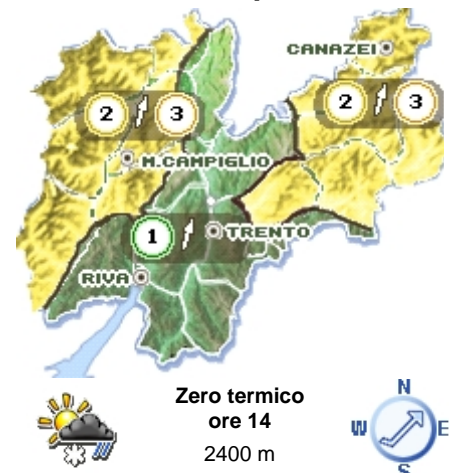 CANAZEI
2 3
2 3
M.CAMPIGLIO
1
TRENTO
RIVA
Zero termico
ore 14
2400 m
N
W E
S